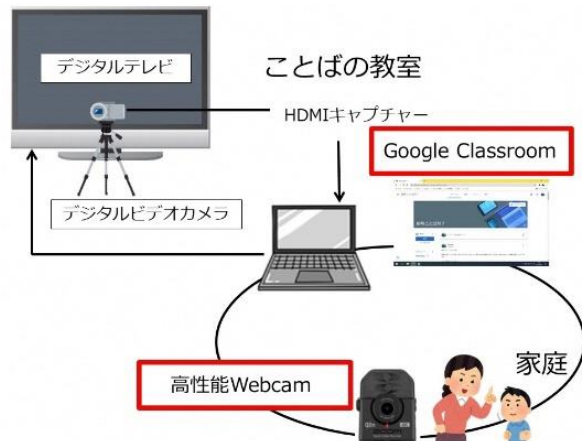 デジタルテレビ
ことばの教室
HDMIキャプチャー
Google Classroom
デジタルビデオカメラ
高性能Webcam
家庭